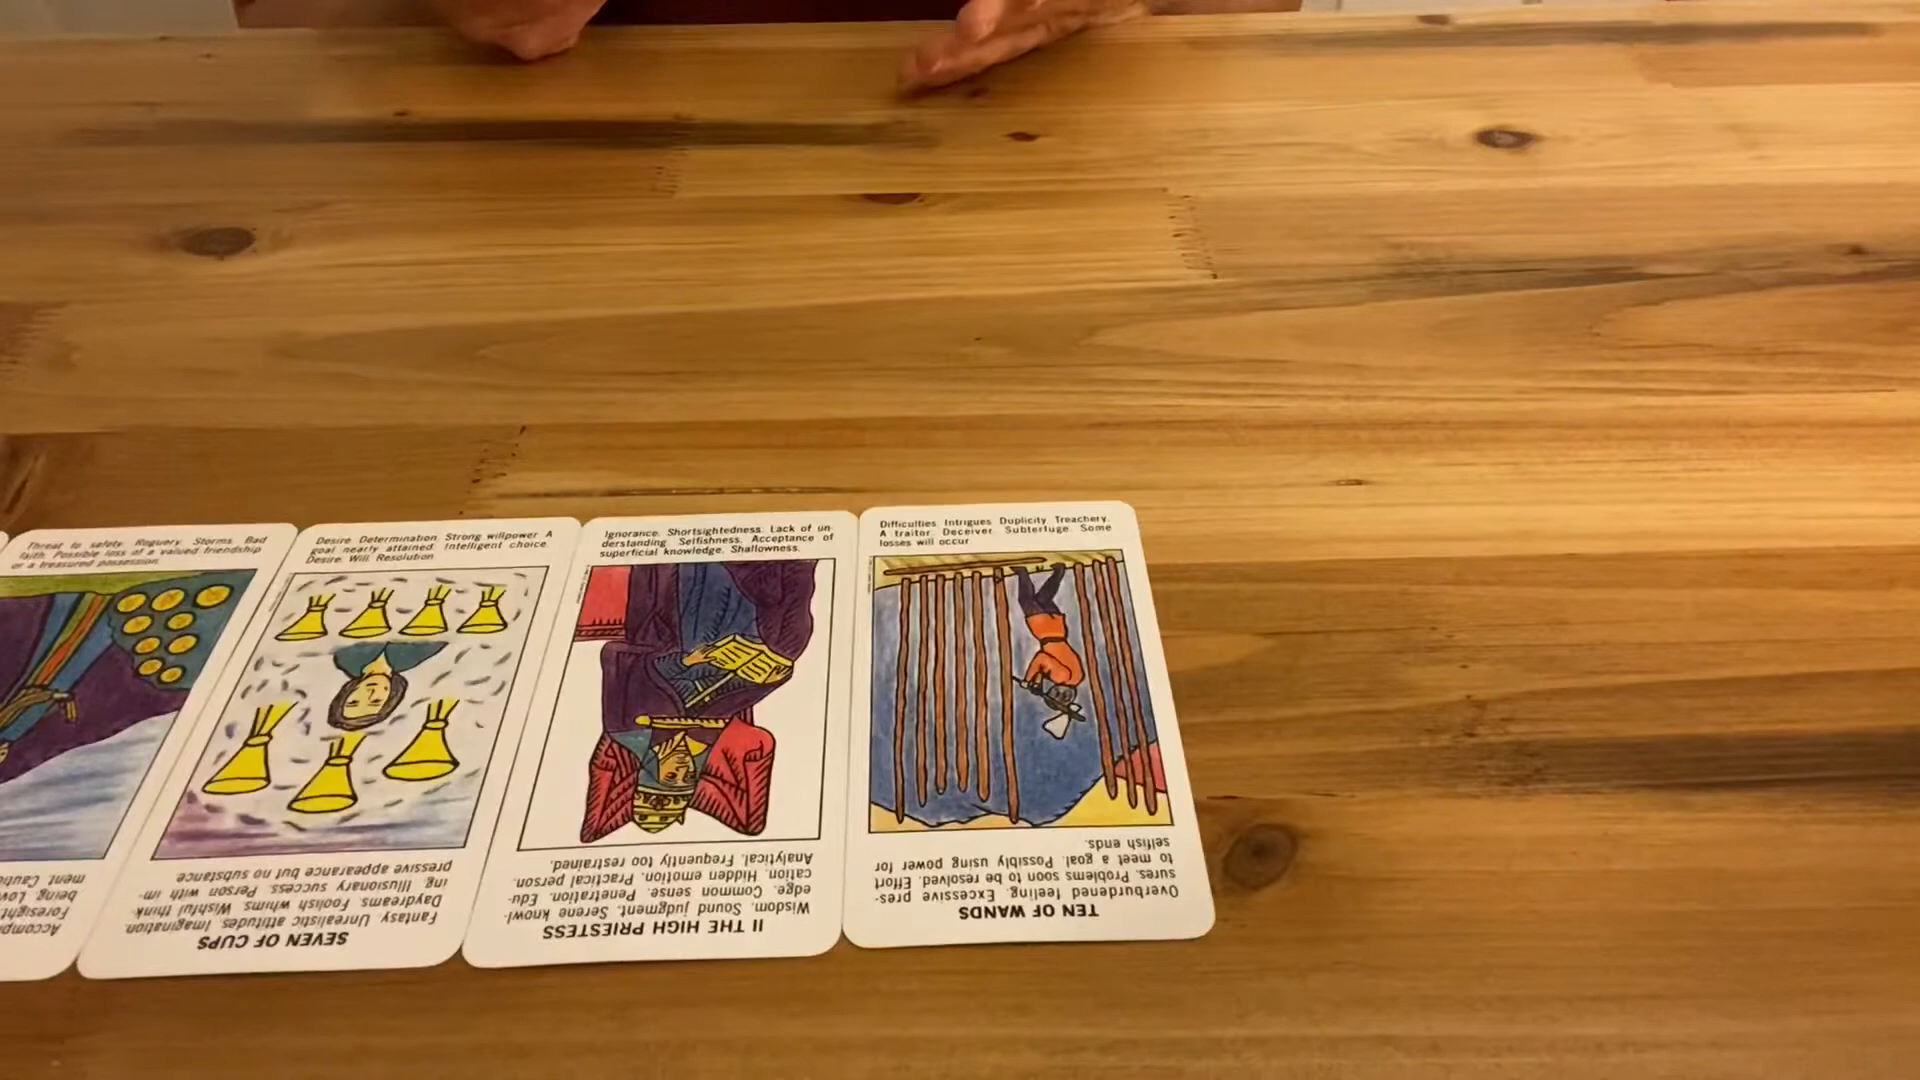 Threat to safety. Roguery. Storms. Bad
faith. Possible loss of a valued friendship
or a treasured possession.
Accomp
Foresight
being. Lov
ment Cauti
Desire. Determination. Strong willpower. A
goal nearly attained. Intelligent choice.
Desire. Will. Resolution.
SEVEN OF CUPS
Fantasy. Unrealistic attitudes. Imagination.
Daydreams. Foolish whims. Wishful think-
ing. Illusionary success. Person with im-
pressive appearance but no substance
Ignorance. Shortsightedness. Lack of un-
derstanding. Selfishness. Acceptance of
superficial knowledge. Shallowness.
II THE HIGH PRIESTESS
Wisdom. Sound judgment. Serene knowl-
edge. Common sense. Penetration. Edu-
cation. Hidden emotion. Practical person.
Analytical. Frequently too restrained.
Difficulties. Intrigues. Duplicity. Treachery.
A traitor. Deceiver. Subterfuge. Some
losses will occur.
TEN OF WANDS
Overburdened feeling. Excessive pres-
sures. Problems soon to be resolved. Effort
to meet a goal. Possibly using power for
selfish ends.